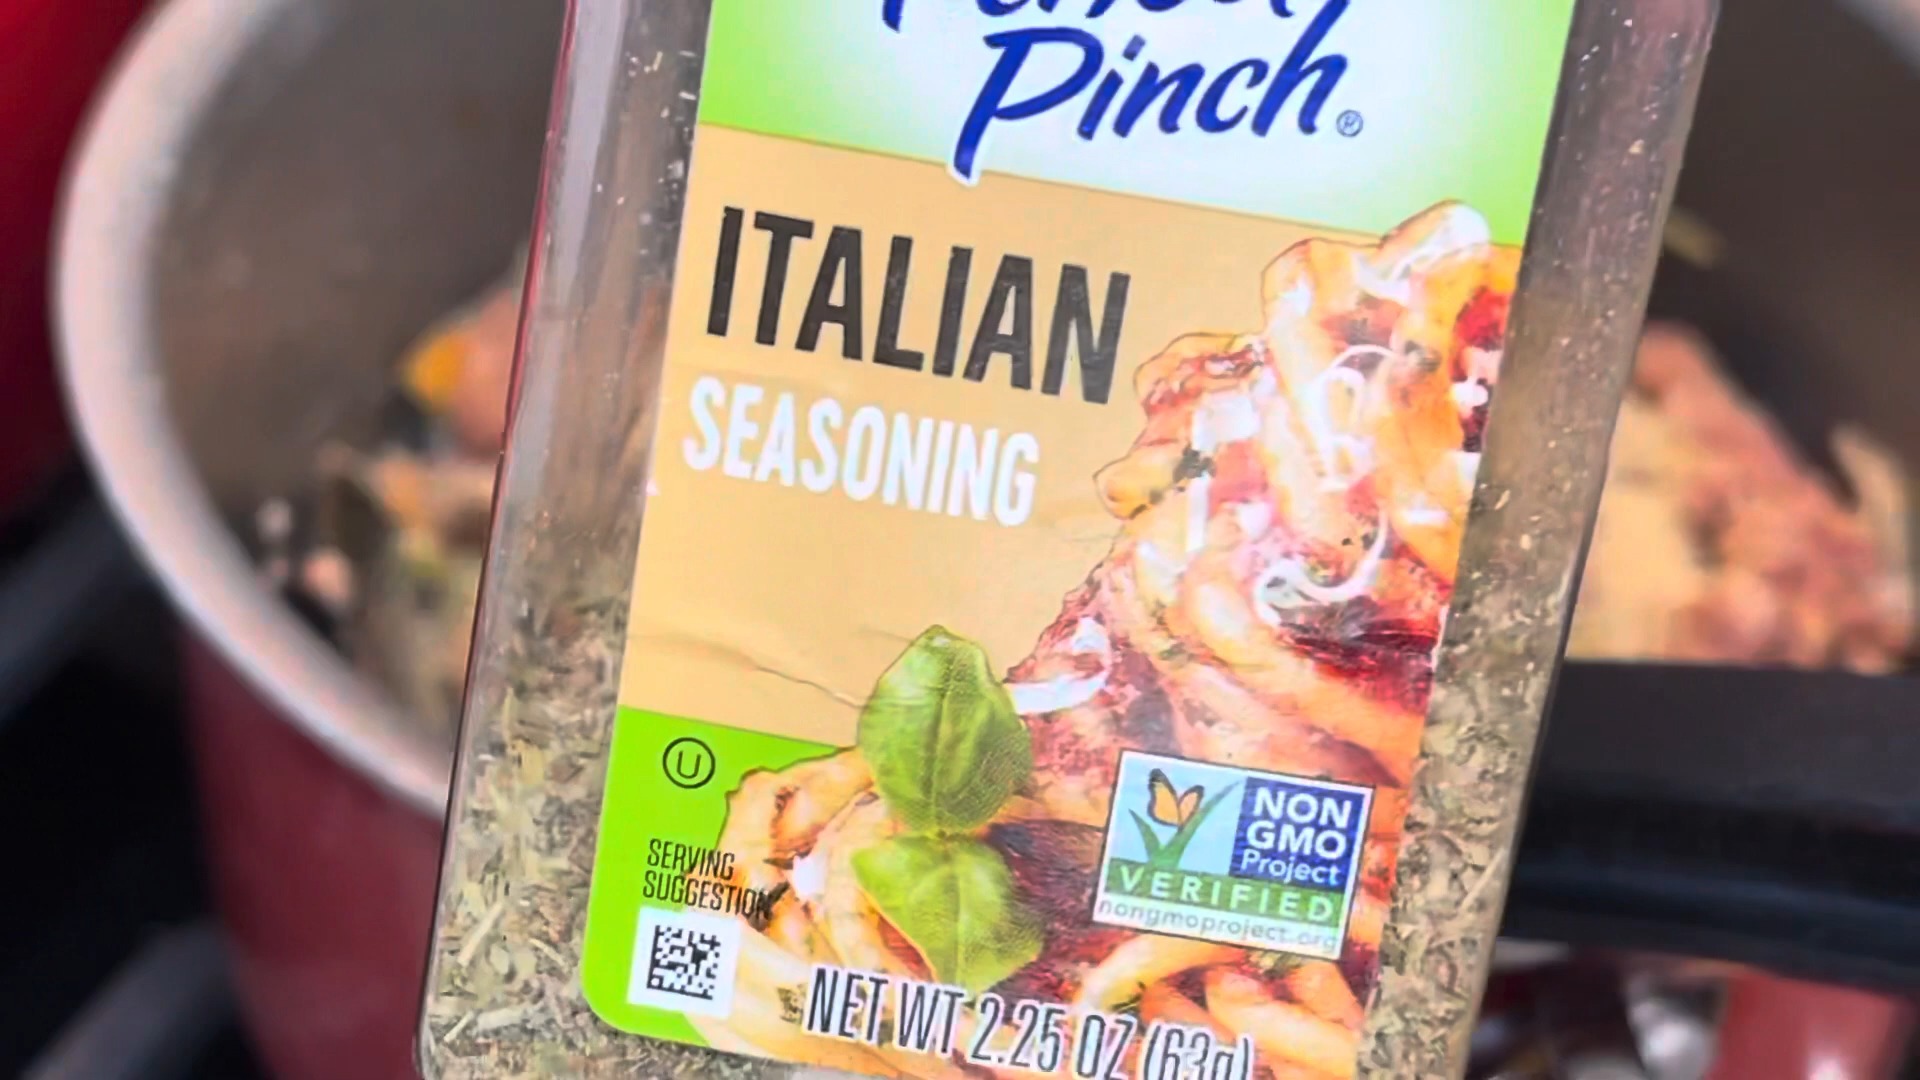 Pinch®
ITALIAN
SEASONING
U
NON
GMO
Project
VERIFIED
nongmoproject.org
SERVING
SUGGESTION
NET WT 2.25 OZ (63g)